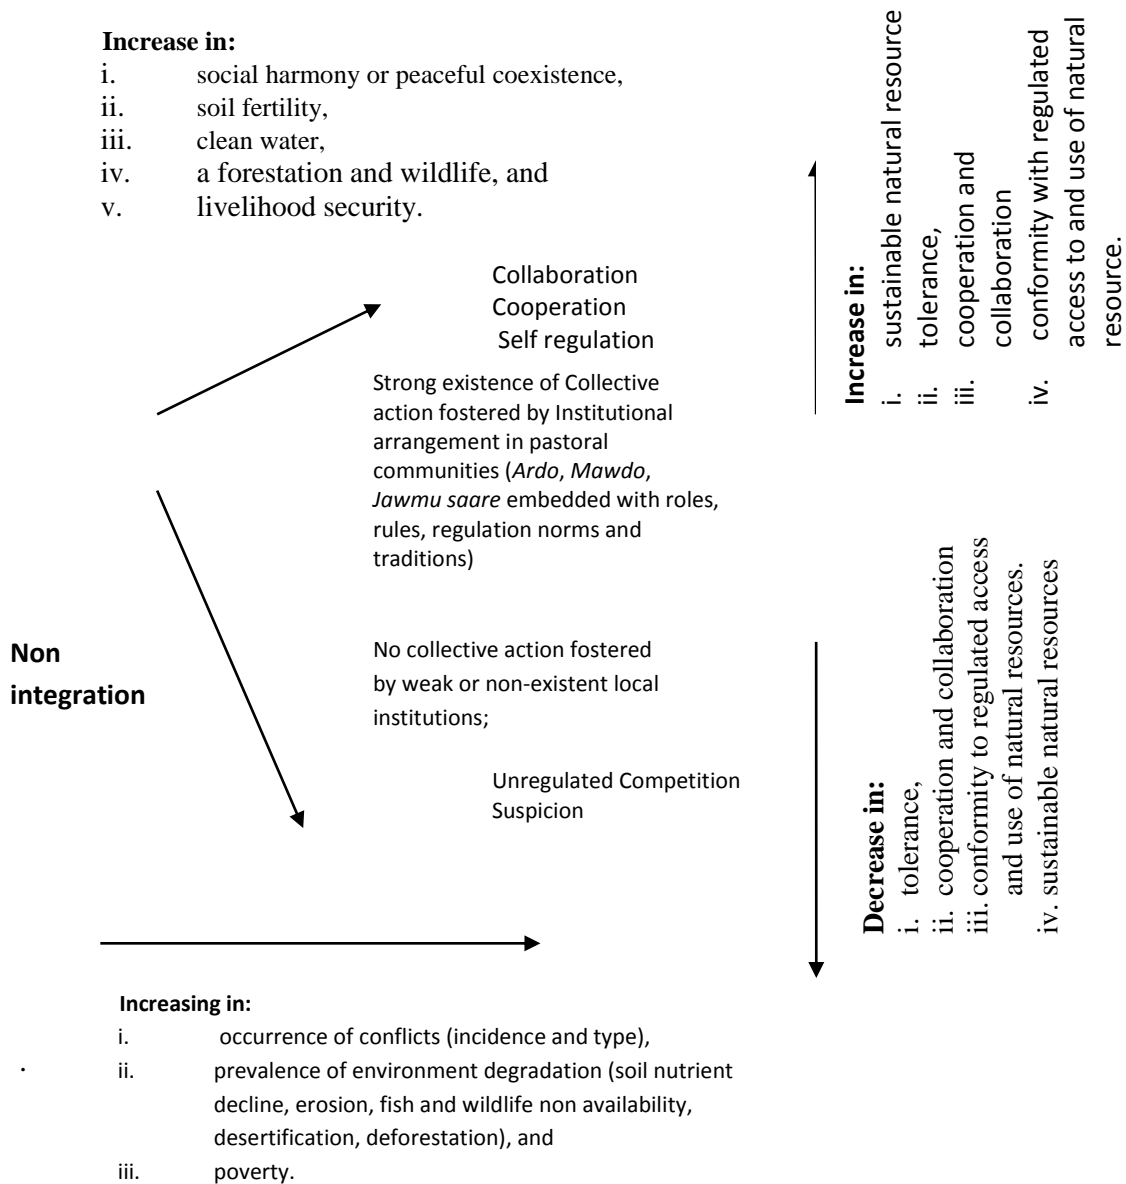 Increase in:
i. social harmony or peaceful coexistence,
ii. soil fertility,
iii. clean water,
iv. a forestation and wildlife, and
v. livelihood security.
Collaboration
Cooperation
Self regulation
Strong existence of Collective
action fostered by Institutional
arrangement in pastoral
communities (Ardo, Mawdo,
Jawmu saare embedded with roles,
rules, regulation norms and
traditions)
Increase in:
i. sustainable natural resource
ii. tolerance,
iii. cooperation and
collaboration
iv. conformity with regulated
access to and use of natural
resource.
Non
integration
No collective action fostered
by weak or non-existent local
institutions;
Unregulated Competition
Suspicion
Decrease in:
i. tolerance,
ii. cooperation and collaboration
iii. conformity to regulated access
and use of natural resources.
iv. sustainable natural resources
Increasing in:
i. occurrence of conflicts (incidence and type),
ii. prevalence of environment degradation (soil nutrient
decline, erosion, fish and wildlife non availability,
desertification, deforestation), and
iii. poverty.